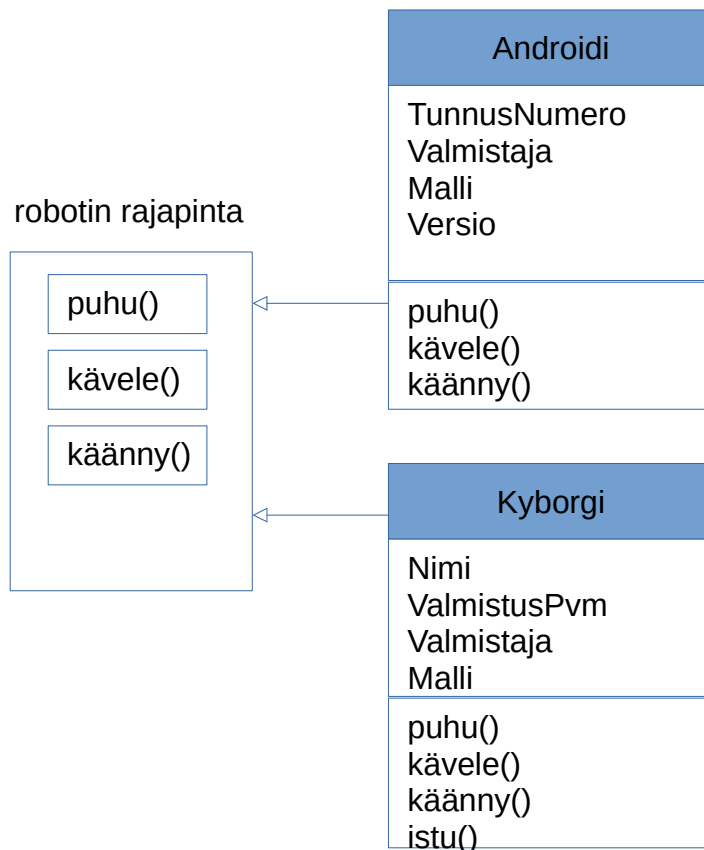 robotin rajapinta
puhu()
kävele()
käänny()
Androidi
TunnusNumero
Valmistaja
Malli
Versio
puhu()
kävele()
käänny()
Kyborgi
Nimi
ValmistusPvm
Valmistaja
Malli
puhu()
kävele()
käänny()
istu()